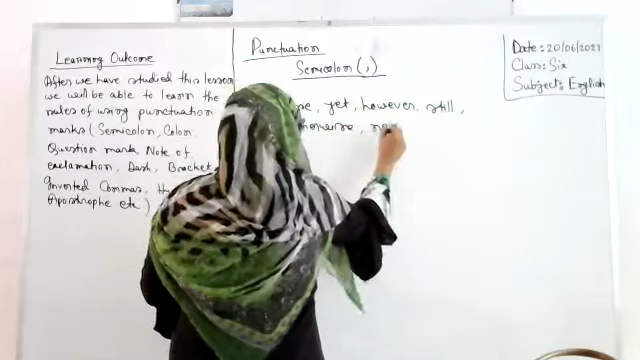 Learning Outcome
After we have studied this lesson
we will be able to learn the
rules of using punctuation
marks (Semicolon, Colon
Question mark, Note of
exclamation, Dash, Bracket
Inverted Commas,
Apostrophe etc)
Punctuation
Semicolon (;)
yet, however, still,
Date: 20/06/2021
Class: Six
Subject: English